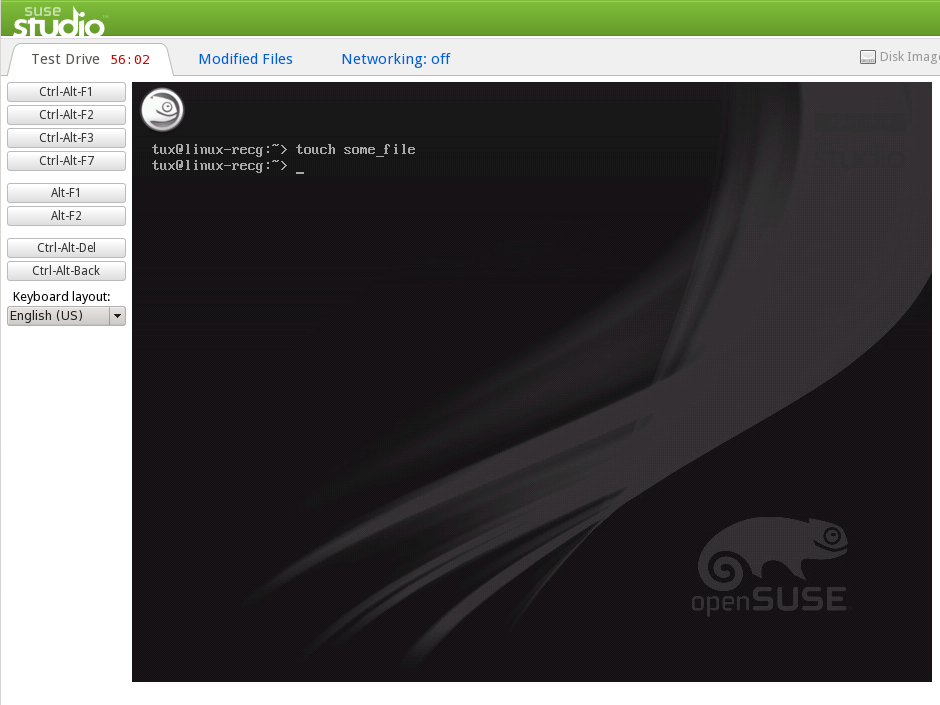 suse
studio
Test Drive 56:02
Modified Files
Networking: off
Disk Imag
Ctrl-Alt-F1
Ctrl-Alt-F2
Ctrl-Alt-F3
Ctrl-Alt-F7
Alt-F1
Alt-F2
Ctrl-Alt-Del
Ctrl-Alt-Back
Keyboard layout:
English (US)
tux@linux-recg:~> touch some_file
tux@linux-recg:~> _
openSUSE